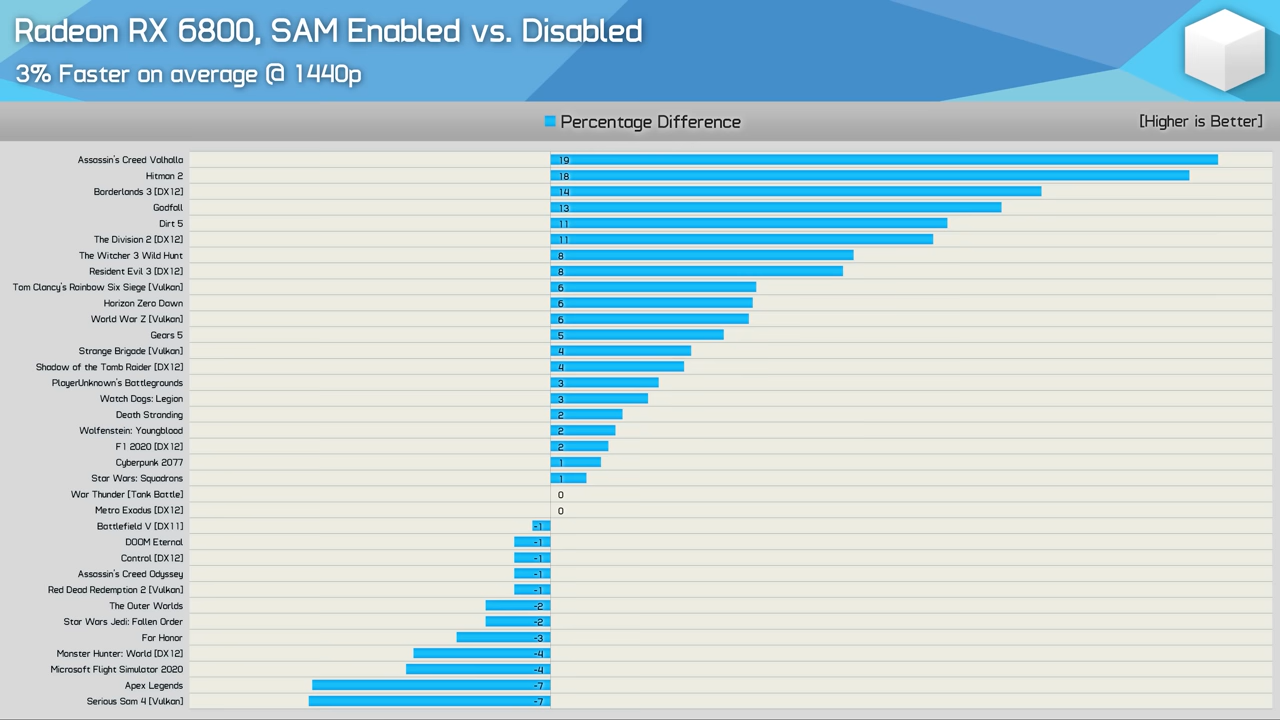 Radeon RX 6800, SAM Enabled vs. Disabled
3% Faster on average @ 1440p
Percentage Difference
[Higher is Better]
Assassin's Creed Valhalla 19
Hitman 2 18
Borderlands 3 [DX12] 14
Godfall 13
Dirt 5 11
The Division 2 [DX12] 11
The Witcher 3 Wild Hunt 8
Resident Evil 3 [DX12] 8
Tom Clancy's Rainbow Six Siege [Vulkan] 6
Horizon Zero Dawn 6
World War Z [Vulkan] 6
Gears 5 5
Strange Brigade [Vulkan] 4
Shadow of the Tomb Raider [DX12] 4
PlayerUnknown's Battlegrounds 3
Watch Dogs: Legion 3
Death Stranding 2
Wolfenstein: Youngblood 2
F1 2020 [DX12] 2
Cyberpunk 2077 1
Star Wars: Squadrons 1
War Thunder [Tank Battle] 0
Metro Exodus [DX12] 0
Battlefield V [DX11] -1
DOOM Eternal -1
Control [DX12] -1
Assassin's Creed Odyssey -1
Red Dead Redemption 2 [Vulkan] -1
The Outer Worlds -2
Star Wars Jedi: Fallen Order -2
For Honor -3
Monster Hunter: World [DX12] -4
Microsoft Flight Simulator 2020 -4
Apex Legends -7
Serious Sam 4 [Vulkan] -7